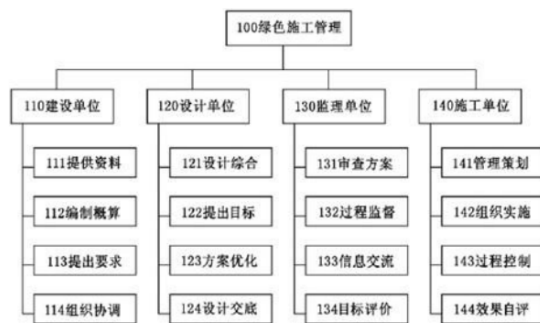 100绿色施工管理
110建设单位
120设计单位
130监理单位
140施工单位
111提供资料
121设计综合
131审查方案
141管理策划
112编制概算
122提出目标
132过程监督
142组织实施
113提出要求
123方案优化
133信息交流
143过程控制
114组织协调
124设计交底
134目标评价
144效果自评